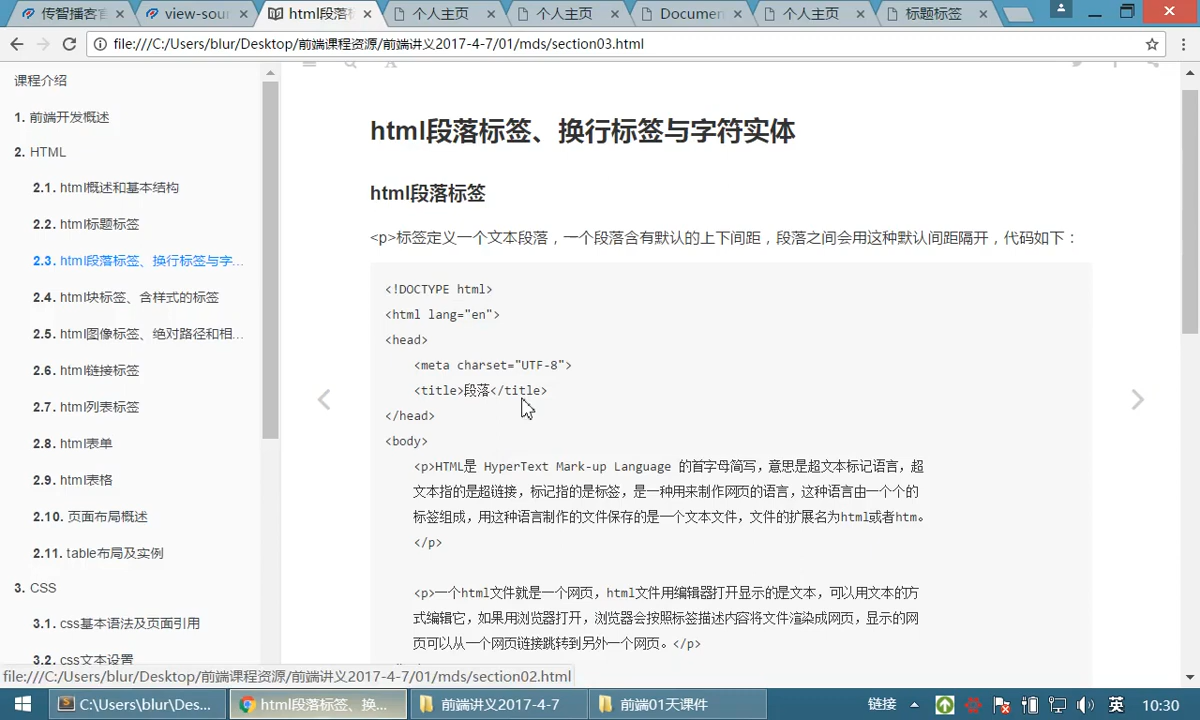 传智播客官
view-sour
html段落标
个人主页
个人主页
Documen
个人主页
标题标签
file:///C:/Users/blur/Desktop/前端课程资源/前端讲义2017-4-7/01/mds/section03.html
课程介绍
1. 前端开发概述
2. HTML
2.1. html概述和基本结构
2.2. html标题标签
2.3. html段落标签、换行标签与字...
2.4. html块标签、含样式的标签
2.5. html图像标签、绝对路径和相...
2.6. html链接标签
2.7. html列表标签
2.8. html表单
2.9. html表格
2.10. 页面布局概述
2.11. table布局及实例
3. CSS
3.1. css基本语法及页面引用
3.2. css文本设置
html段落标签、换行标签与字符实体
html段落标签
<p>标签定义一个文本段落，一个段落含有默认的上下间距，段落之间会用这种默认间距隔开，代码如下：
<!DOCTYPE html>
<html lang="en">
<head>
<meta charset="UTF-8">
<title>段落</title>
</head>
<body>
<p>HTML是 HyperText Mark-up Language 的首字母简写，意思是超文本标记语言，超
文本指的是超链接，标记指的是标签，是一种用来制作网页的语言，这种语言由一个个的
标签组成，用这种语言制作的文件保存的是一个文本文件，文件的扩展名为html或者htm。
</p>
<p>一个html文件就是一个网页，html文件用编辑器打开显示的是文本，可以用文本的方
式编辑它，如果用浏览器打开，浏览器会按照标签描述内容将文件渲染成网页，显示的网
页可以从一个网页链接跳转到另外一个网页。</p>
file:///C:/Users/blur/Desktop/前端课程资源/前端讲义2017-4-7/01/mds/section02.html
C:\Users\blur\Des...
html段落标签、换...
前端讲义2017-4-7
前端01天课件
链接
英
10:30